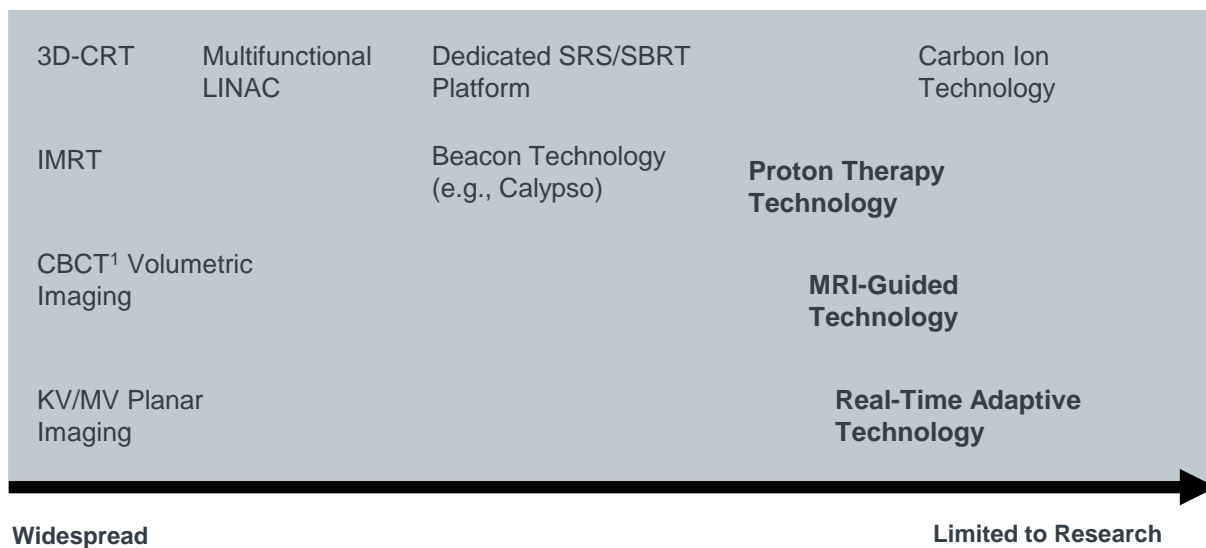 3D-CRT
Multifunctional
LINAC
Dedicated SRS/SBRT
Platform
Carbon Ion
Technology
IMRT
Beacon Technology
(e.g., Calypso)
Proton Therapy
Technology
CBCT¹ Volumetric
Imaging
MRI-Guided
Technology
KV/MV Planar
Imaging
Real-Time Adaptive
Technology
Widespread
Limited to Research